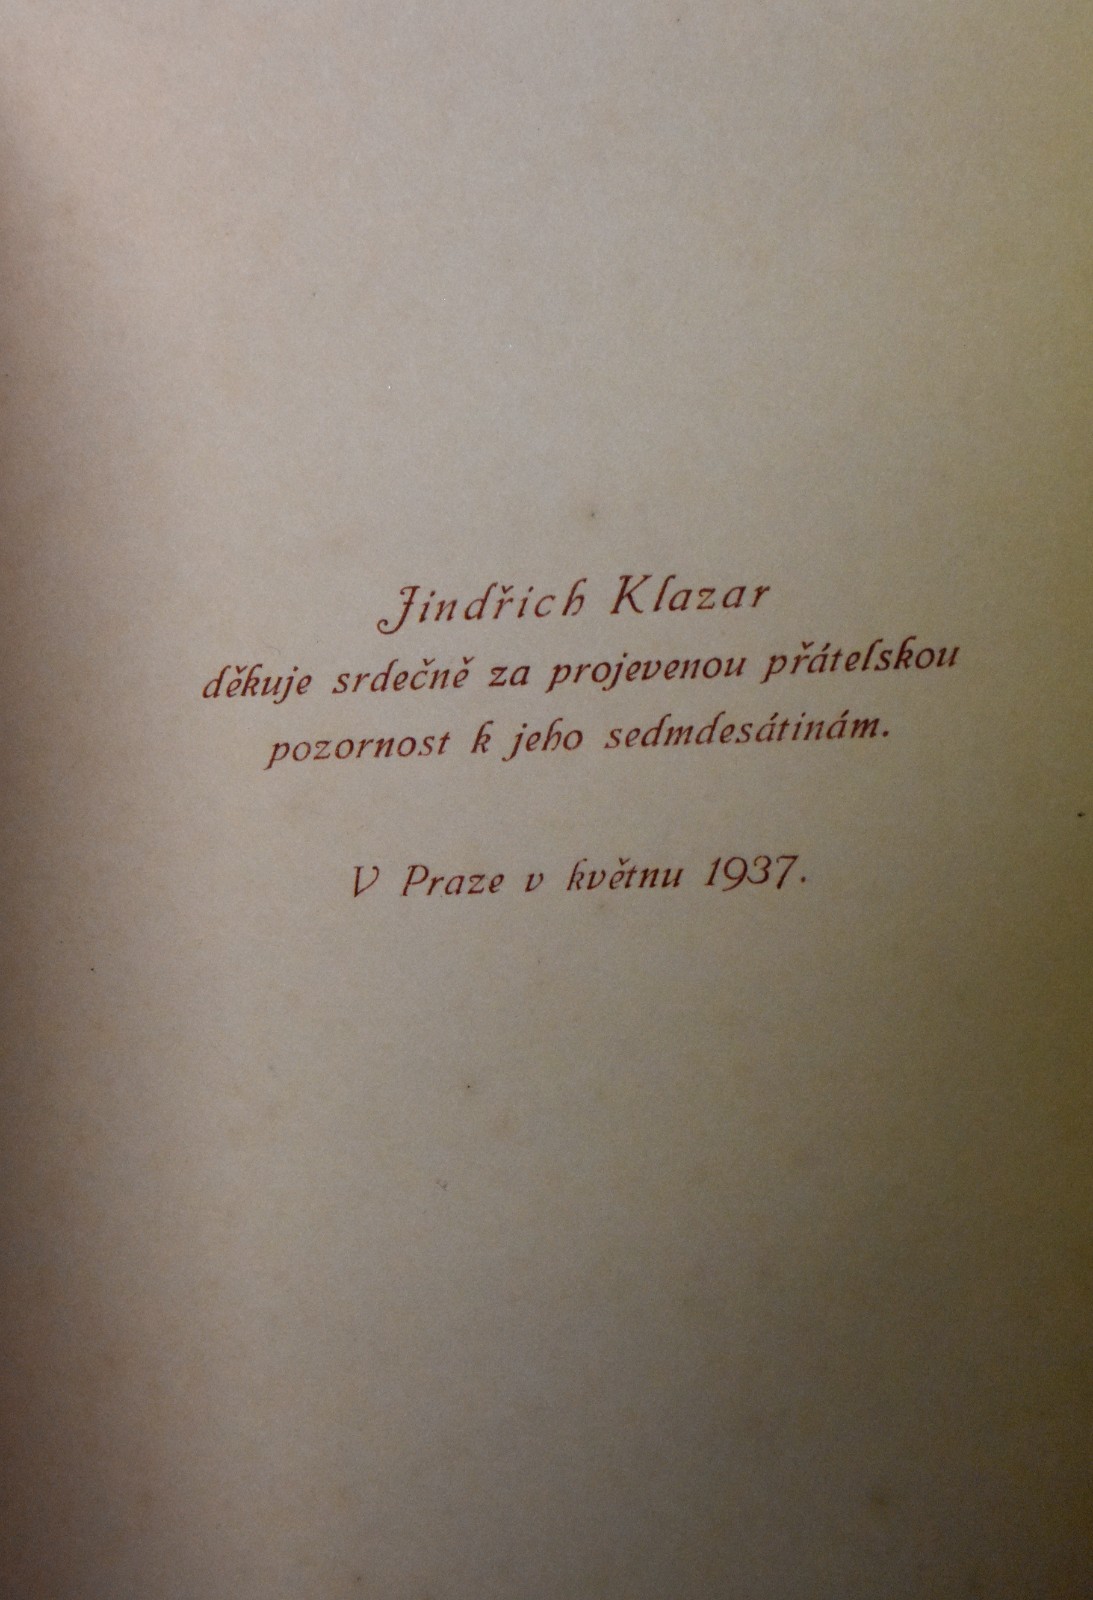 Jindřich Klazar
děkuje srdečně za projevenou přátelskou
pozornost k jeho sedmdesátinám.
V Praze v květnu 1937.